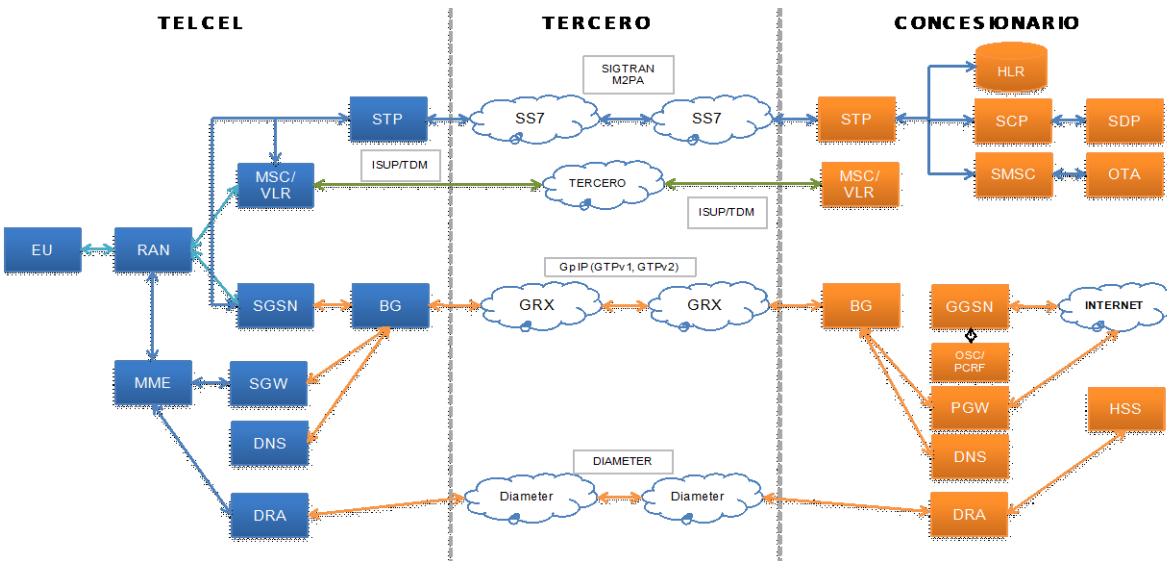 TELCEL
TERCERO
CONCESIONARIO
SIGTRAN
M2PA
HLR
STP
SS7
SS7
STP
SCP
SDP
ISUP/TDM
MSC/
VLR
TERCERO
MSC/
VLR
SMSC
OTA
ISUP/TDM
EU
RAN
GpIP (GTPv1, GTPv2)
SGSN
BG
GRX
GRX
BG
GGSN
INTERNET
OSC/
PCRF
MME
SGW
PGW
HSS
DNS
DNS
DIAMETER
DRA
Diameter
Diameter
DRA